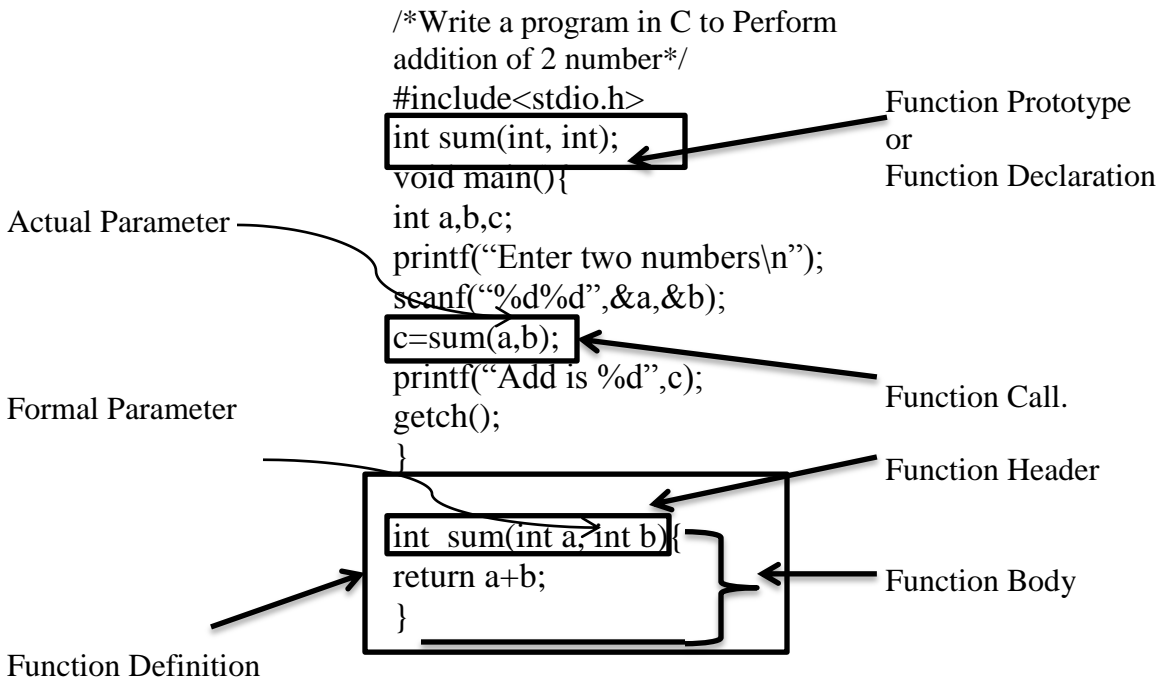 /*Write a program in C to Perform
addition of 2 number*/
#include<stdio.h>
int sum(int, int);
void main(){
int a,b,c;
printf(“Enter two numbers\n”);
scanf(“%d%d”,&a,&b);
c=sum(a,b);
printf(“Add is %d”,c);
getch();
}
int  sum(int a, int b){
return a+b;
}
Function Prototype
or
Function Declaration
Actual Parameter
Function Call.
Formal Parameter
Function Header
Function Body
Function Definition